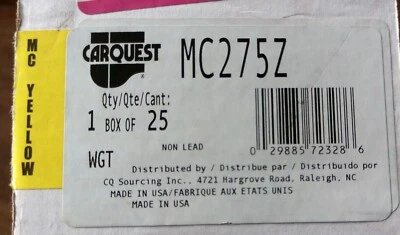 MC YELLOW
CARQUEST
MC275Z
Qty/Qte/Cant:
1 BOX OF 25
NON LEAD
WGT
0 29885 72328 6
Distributed by / Distribue par / Distribuido por
CQ Sourcing Inc., 4721 Hargrove Road, Raleigh, NC
MADE IN USA/FABRIQUE AUX ETATS UNIS
MADE IN USA